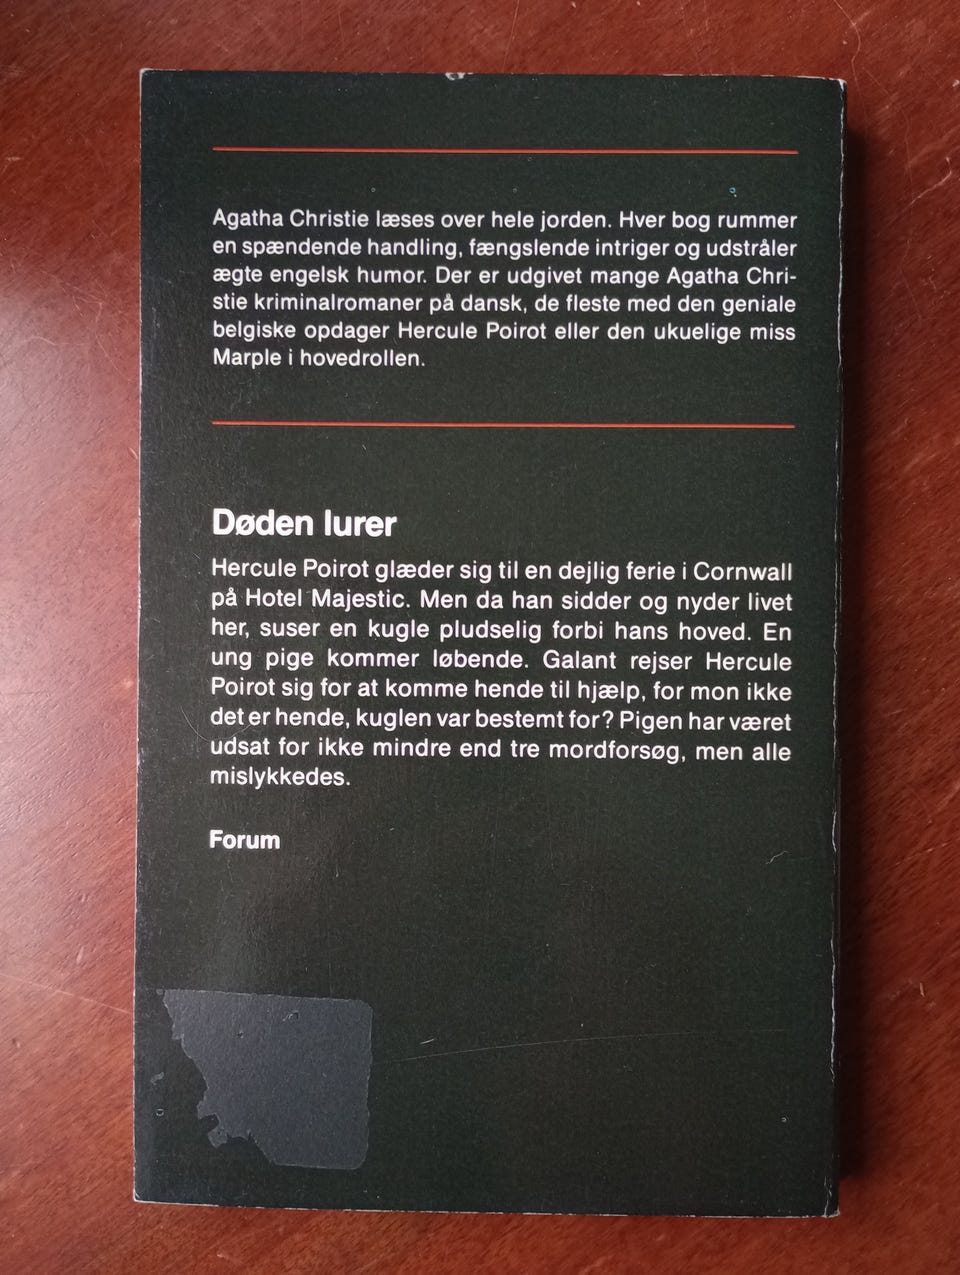 Agatha Christie læses over hele jorden. Hver bog rummer
en spændende handling, fængslende intriger og udstråler
ægte engelsk humor. Der er udgivet mange Agatha Chri-
stie kriminalromaner på dansk, de fleste med den geniale
belgiske opdager Hercule Poirot eller den ukuelige miss
Marple i hovedrollen.
Døden lurer
Hercule Poirot glæder sig til en dejlig ferie i Cornwall
på Hotel Majestic. Men da han sidder og nyder livet
her, suser en kugle pludselig forbi hans hoved. En
ung pige kommer løbende. Galant rejser Hercule
Poirot sig for at komme hende til hjælp, for mon ikke
det er hende, kuglen var bestemt for? Pigen har været
udsat for ikke mindre end tre mordforsøg, men alle
mislykkedes.
Forum